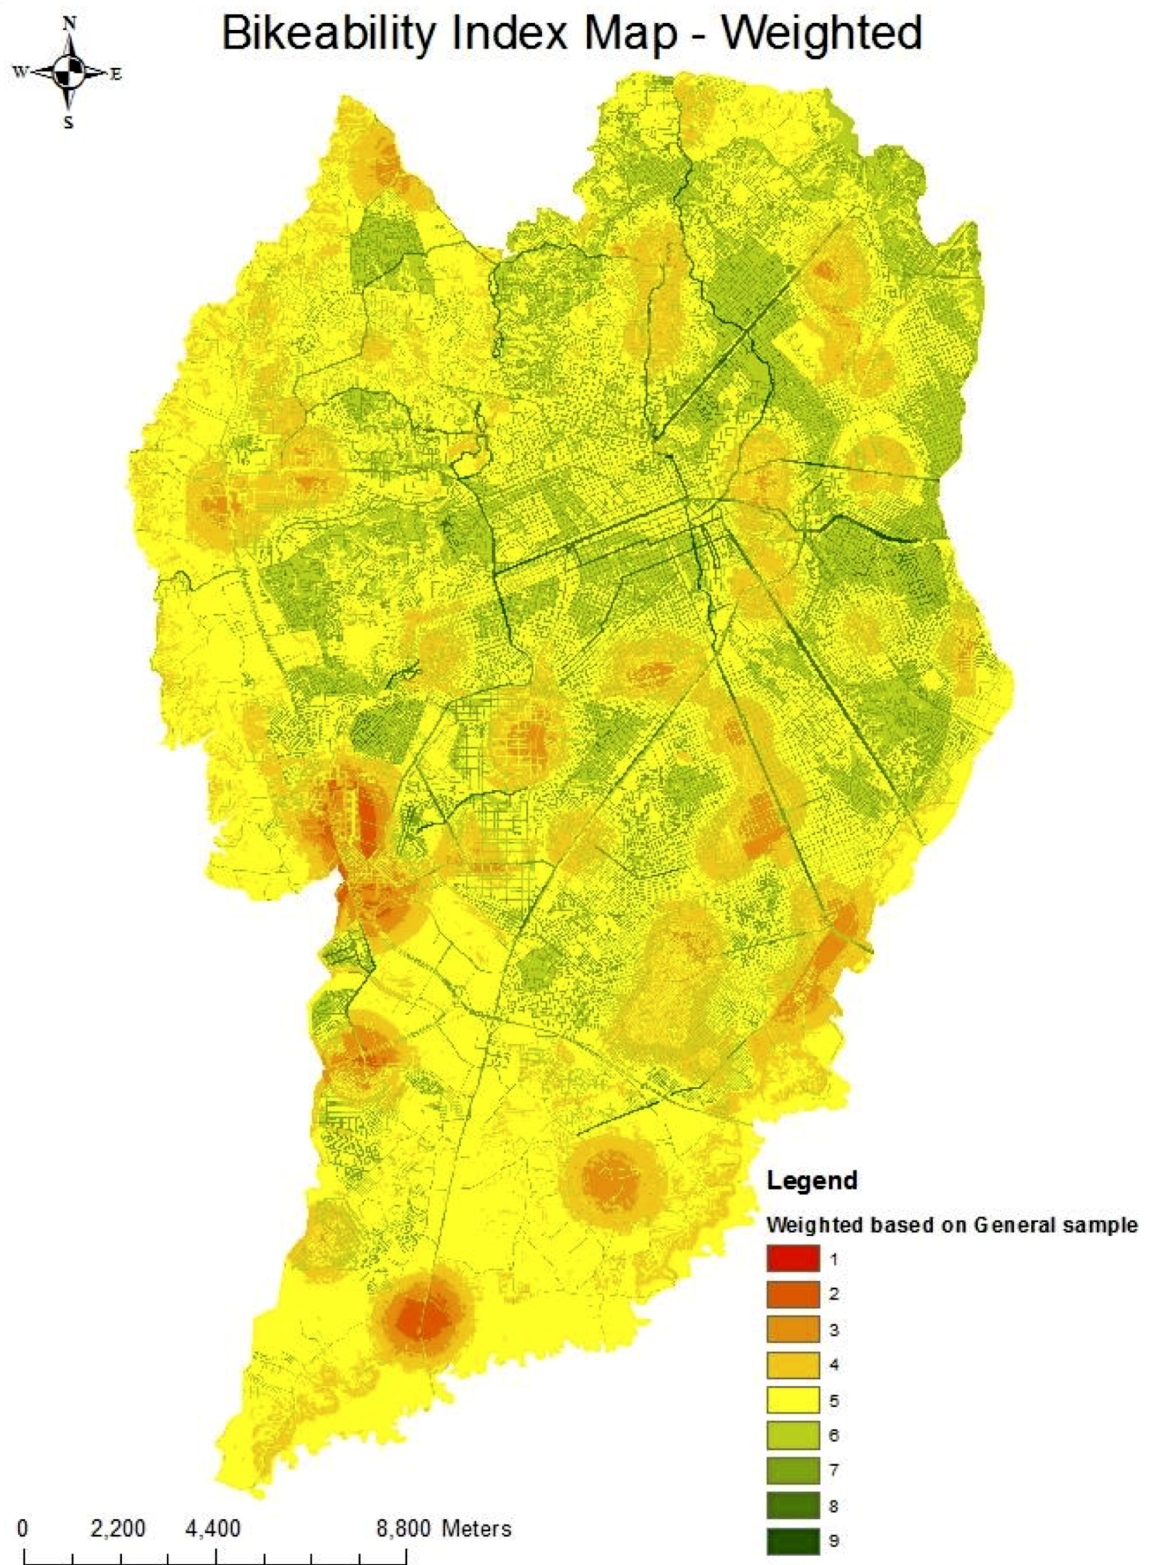 Bikeability Index Map - Weighted
N
W E
S
Legend
Weighted based on General sample
1
2
3
4
5
6
7
8
9
0 2,200 4,400 8,800 Meters